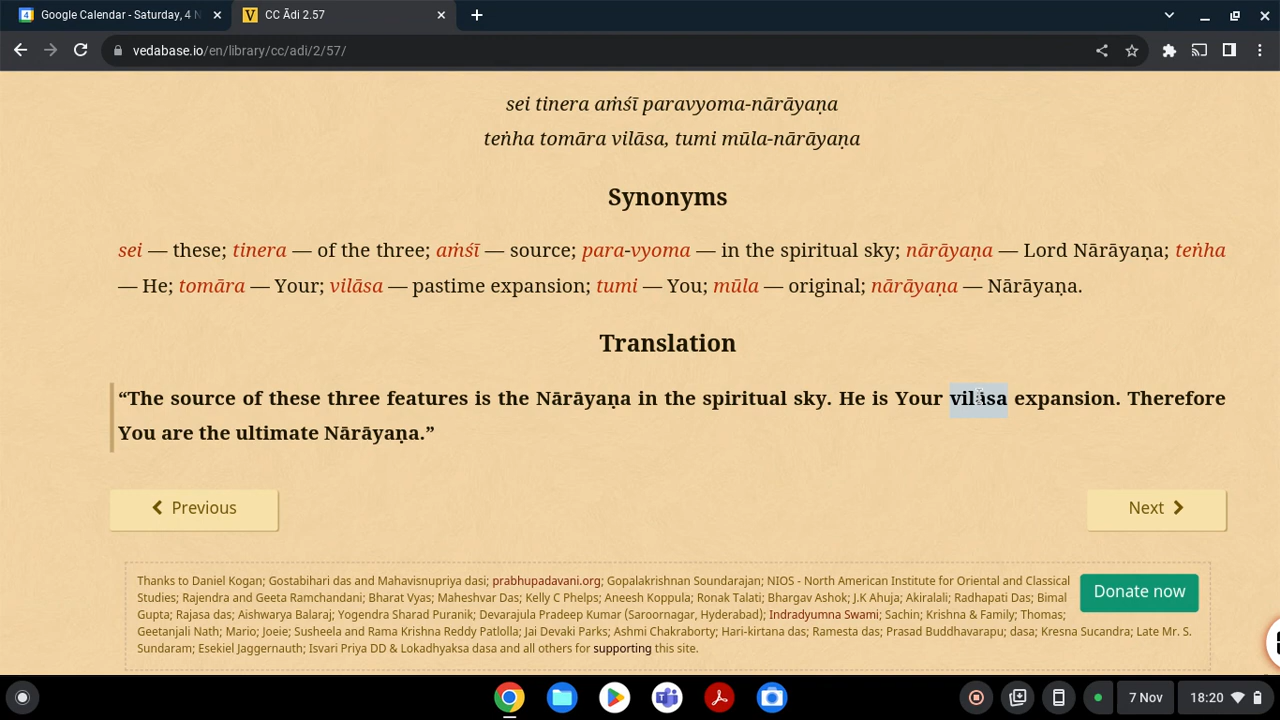 Google Calendar - Saturday, 4 N
CC Ādi 2.57
vedabase.io/en/library/cc/adi/2/57/
sei tinera aṁśī paravyoma-nārāyaṇa
teṅha tomāra vilāsa, tumi mūla-nārāyaṇa
Synonyms
sei — these; tinera — of the three; aṁśī — source; para-vyoma — in the spiritual sky; nārāyaṇa — Lord Nārāyaṇa; teṅha
— He; tomāra — Your; vilāsa — pastime expansion; tumi — You; mūla — original; nārāyaṇa — Nārāyaṇa.
Translation
“The source of these three features is the Nārāyaṇa in the spiritual sky. He is Your vilāsa expansion. Therefore
You are the ultimate Nārāyaṇa.”
Previous
Next
Thanks to Daniel Kogan; Gostabihari das and Mahavisnupriya dasi; prabhupadavani.org; Gopalakrishnan Soundarajan; NIOS - North American Institute for Oriental and Classical
Studies; Rajendra and Geeta Ramchandani; Bharat Vyas; Maheshvar Das; Kelly C Phelps; Aneesh Koppula; Ronak Talati; Bhargav Ashok; J.K Ahuja; Akiralali; Radhapati Das; Bimal
Gupta; Rajasa das; Aishwarya Balaraj; Yogendra Sharad Puranik; Devarajula Pradeep Kumar (Saroornagar, Hyderabad); Indradyumna Swami; Sachin; Krishna & Family; Thomas;
Geetanjali Nath; Mario; Joeie; Susheela and Rama Krishna Reddy Patlolla; Jai Devaki Parks; Ashmi Chakraborty; Hari-kirtana das; Ramesta das; Prasad Buddhavarapu; dasa; Kresna Sucandra; Late Mr. S.
Sundaram; Esekiel Jaggernauth; Isvari Priya DD & Lokadhyaksa dasa and all others for supporting this site.
Donate now
7 Nov
18:20